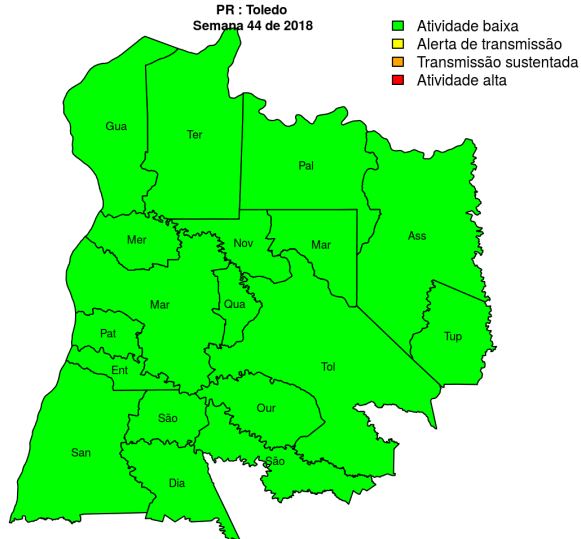 PR : Toledo
Semana 44 de 2018
Atividade baixa
Alerta de transmissão
Transmissão sustentada
Atividade alta
Gua
Ter
Pal
Mer
Nov
Mar
Ass
Mar
Qua
Pat
Tup
Ent
Tol
São
Our
San
São
Dia